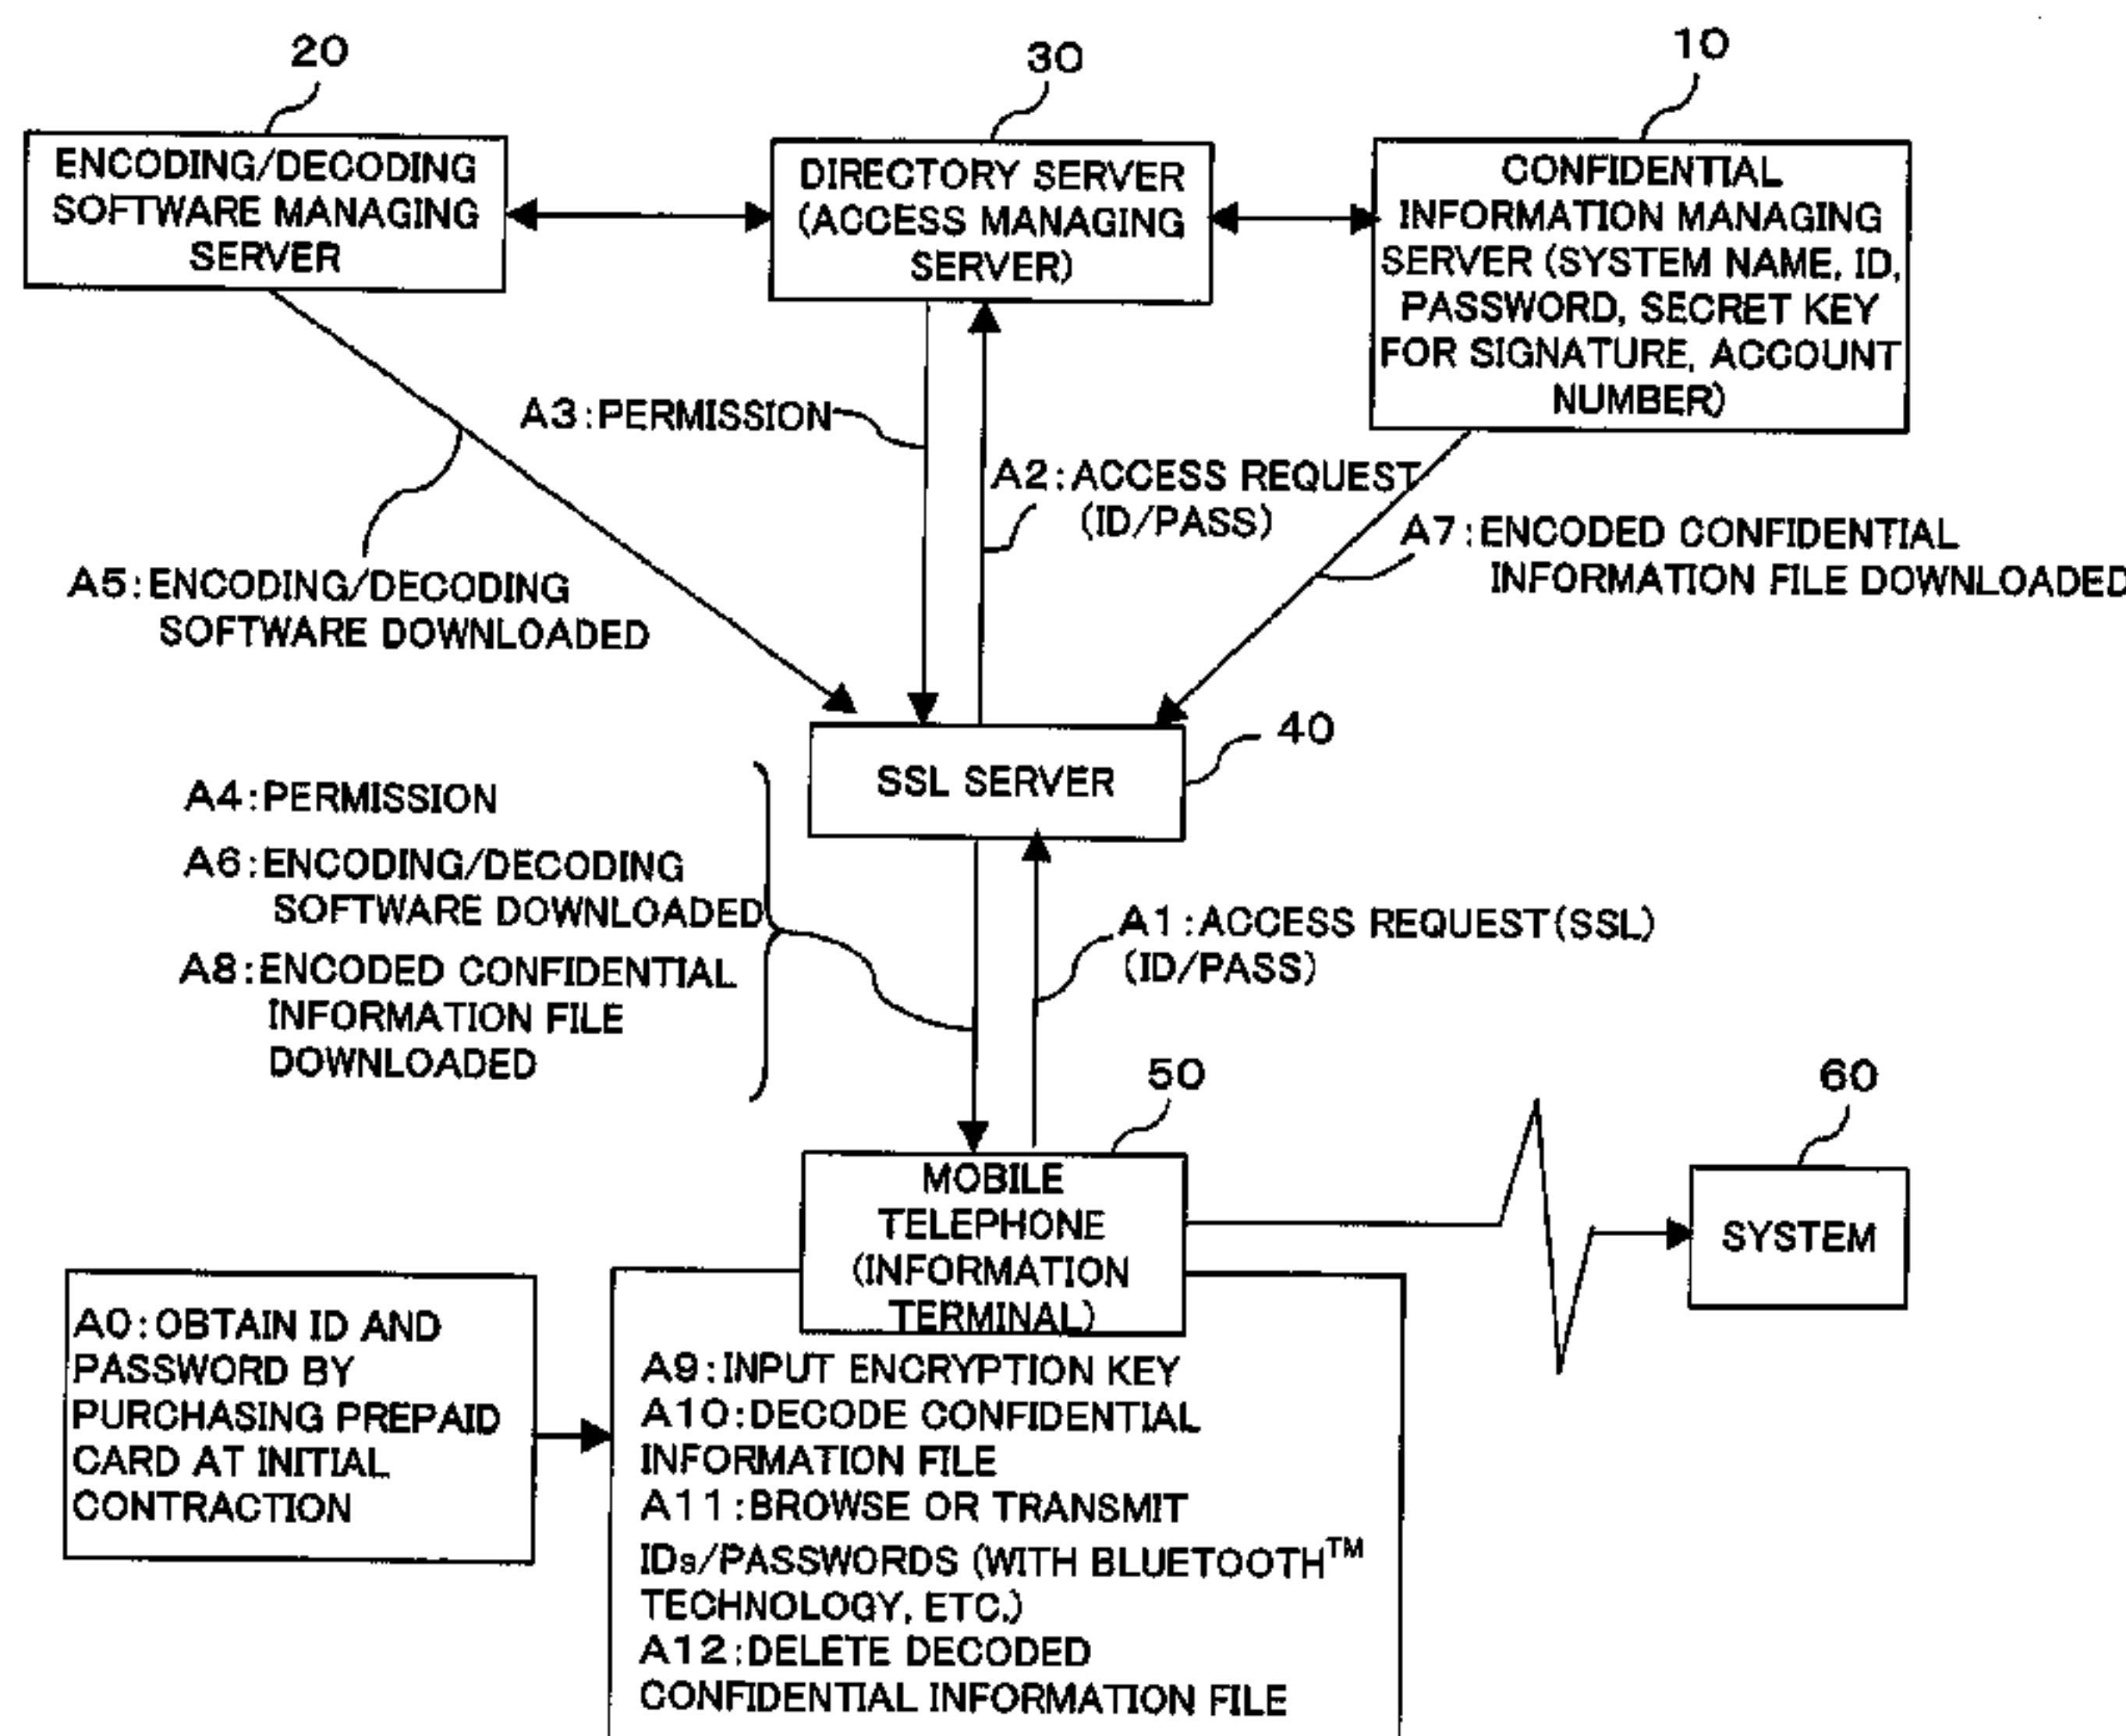 20
30
10
ENCODING/DECODING
SOFTWARE MANAGING
SERVER
DIRECTORY SERVER
(ACCESS MANAGING
SERVER)
CONFIDENTIAL
INFORMATION MANAGING
SERVER (SYSTEM NAME, ID,
PASSWORD, SECRET KEY
FOR SIGNATURE, ACCOUNT
NUMBER)
A3:PERMISSION
A2:ACCESS REQUEST
(ID/PASS)
A7:ENCODED CONFIDENTIAL
INFORMATION FILE DOWNLOADED
A5:ENCODING/DECODING
SOFTWARE DOWNLOADED
40
SSL SERVER
A4:PERMISSION
A6:ENCODING/DECODING
SOFTWARE DOWNLOADED
A8:ENCODED CONFIDENTIAL
INFORMATION FILE
DOWNLOADED
A1:ACCESS REQUEST(SSL)
(ID/PASS)
50
60
MOBILE
TELEPHONE
(INFORMATION
TERMINAL)
SYSTEM
A0:OBTAIN ID AND
PASSWORD BY
PURCHASING PREPAID
CARD AT INITIAL
CONTRACTION
A9:INPUT ENCRYPTION KEY
A10:DECODE CONFIDENTIAL
INFORMATION FILE
A11:BROWSE OR TRANSMIT
IDs/PASSWORDS (WITH BLUETOOTH™
TECHNOLOGY, ETC.)
A12:DELETE DECODED
CONFIDENTIAL INFORMATION FILE